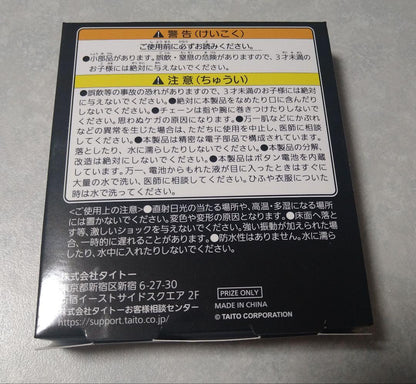 ⚠警告(けいこく)
ご使用前に必ずお読みください。
●小部品があります。誤飲・窒息の危険がありますので、3才未満の
お子様には絶対に与えないでください。
⚠注意(ちゅうい)
●誤飲等の事故の恐れがありますので、3才未満のお子様には絶対
に与えないでください。●絶対に本製品をなめたり口に含んだり
しないでください。●チェーンは指や腕に巻きつけたりしないで
ください。思わぬケガの原因になります。●万一肌などにかぶれな
どの異常を生じた場合は、ただちに使用を中止し、医師に相談
してください。●本製品は精密な電子部品で構成されています。
落としたり、水に濡らしたりしないでください。●本製品の分解、
改造は絶対にしないでください。●本製品はボタン電池を内蔵
しています。万一、電池からもれた液が目に入ったときはすぐに
大量の水で洗い、医師に相談してください。ひふや衣服についた
時は水で洗ってください。
<ご使用上の注意>●直射日光の当たる場所や、高温・多湿になる場所
には置かないでください。変色や変形の原因となります。●床面へ落す
等、激しいショックを与えないでください。強い振動が加えられた場
合、一時的に遅れることがあります。●防水性はありません。水に濡ら
したり、水中に入れたりしないでください。
株式会社タイトー
東京都新宿区新宿 6-27-30
新宿イーストサイドスクエア 2F
株式会社タイトーお客様相談センター
https://support.taito.co.jp/
PRIZE ONLY
MADE IN CHINA
© TAITO CORPORATION